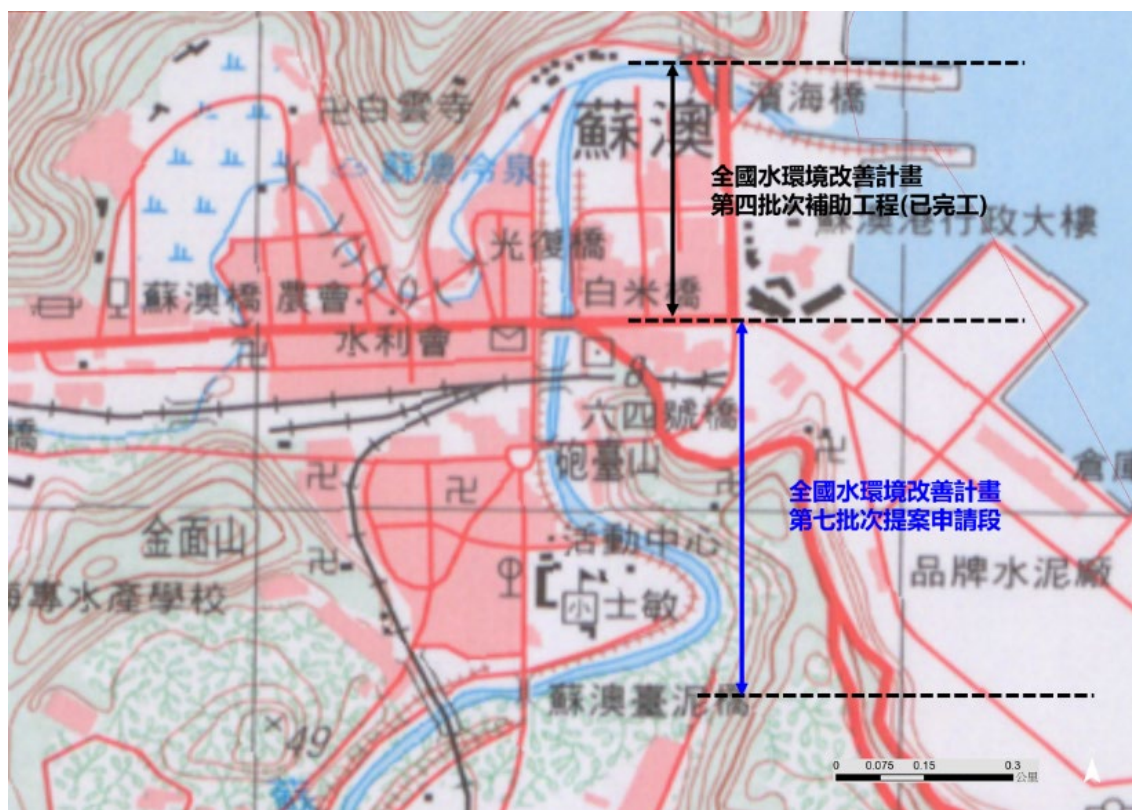 蘇澳
濱海橋
卍白雲寺
蘇澳冷泉
全國水環境改善計畫
第四批次補助工程(已完工)
蘇澳港行政大樓
光復橋
蘇澳橋
農會
白米橋
水利會
8
六四號橋
橋
砲臺山
倉庫
全國水環境改善計畫
第七批次提案申請段
金面山
活動中心
品牌水泥廠
海專水產學校
小
士敏
蘇澳臺泥橋
49
蘇
0
0.075
0.15
0.3
公里